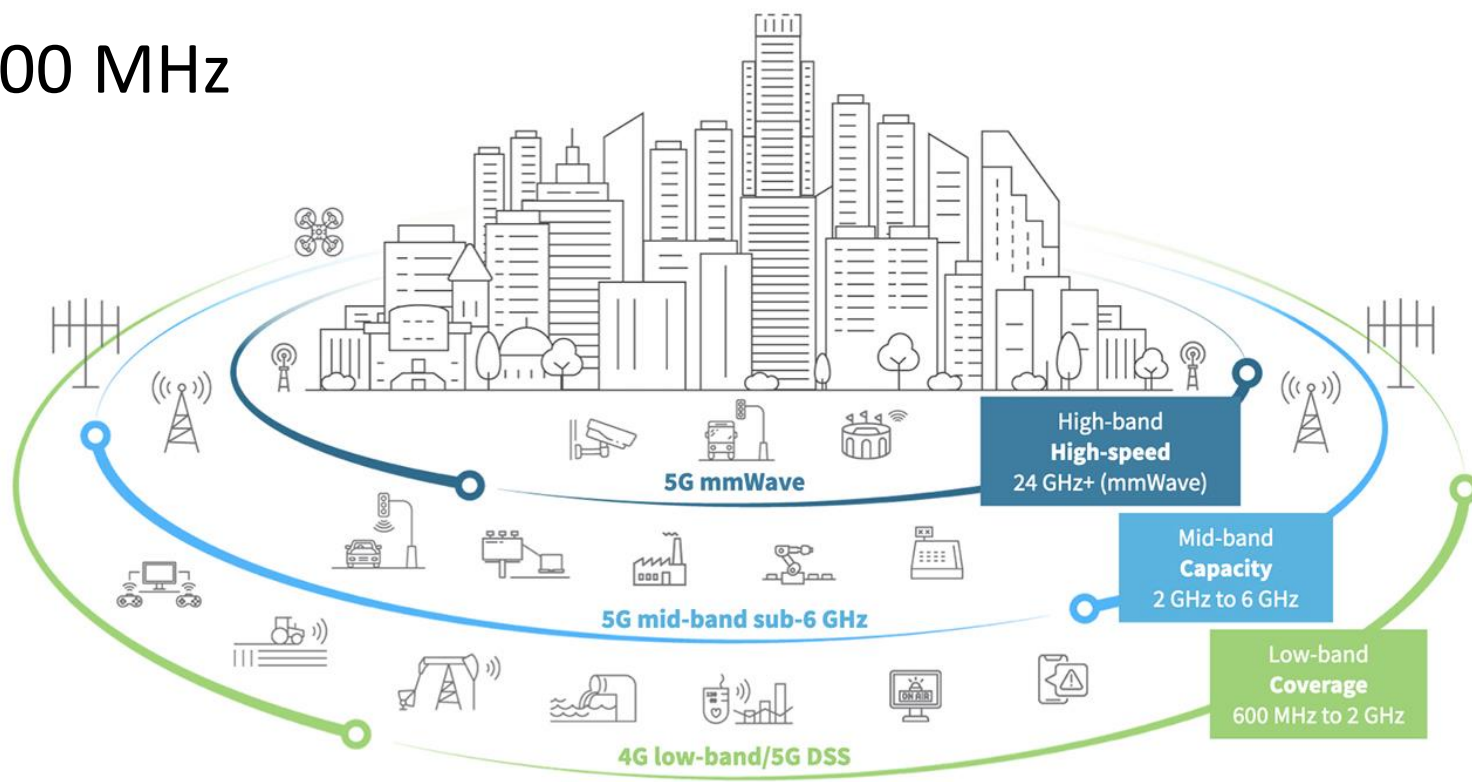 00 MHz
5G mmWave
High-band
High-speed
24 GHz+ (mmWave)
Mid-band
Capacity
2 GHz to 6 GHz
5G mid-band sub-6 GHz
Low-band
Coverage
600 MHz to 2 GHz
ON AIR
4G low-band/5G DSS